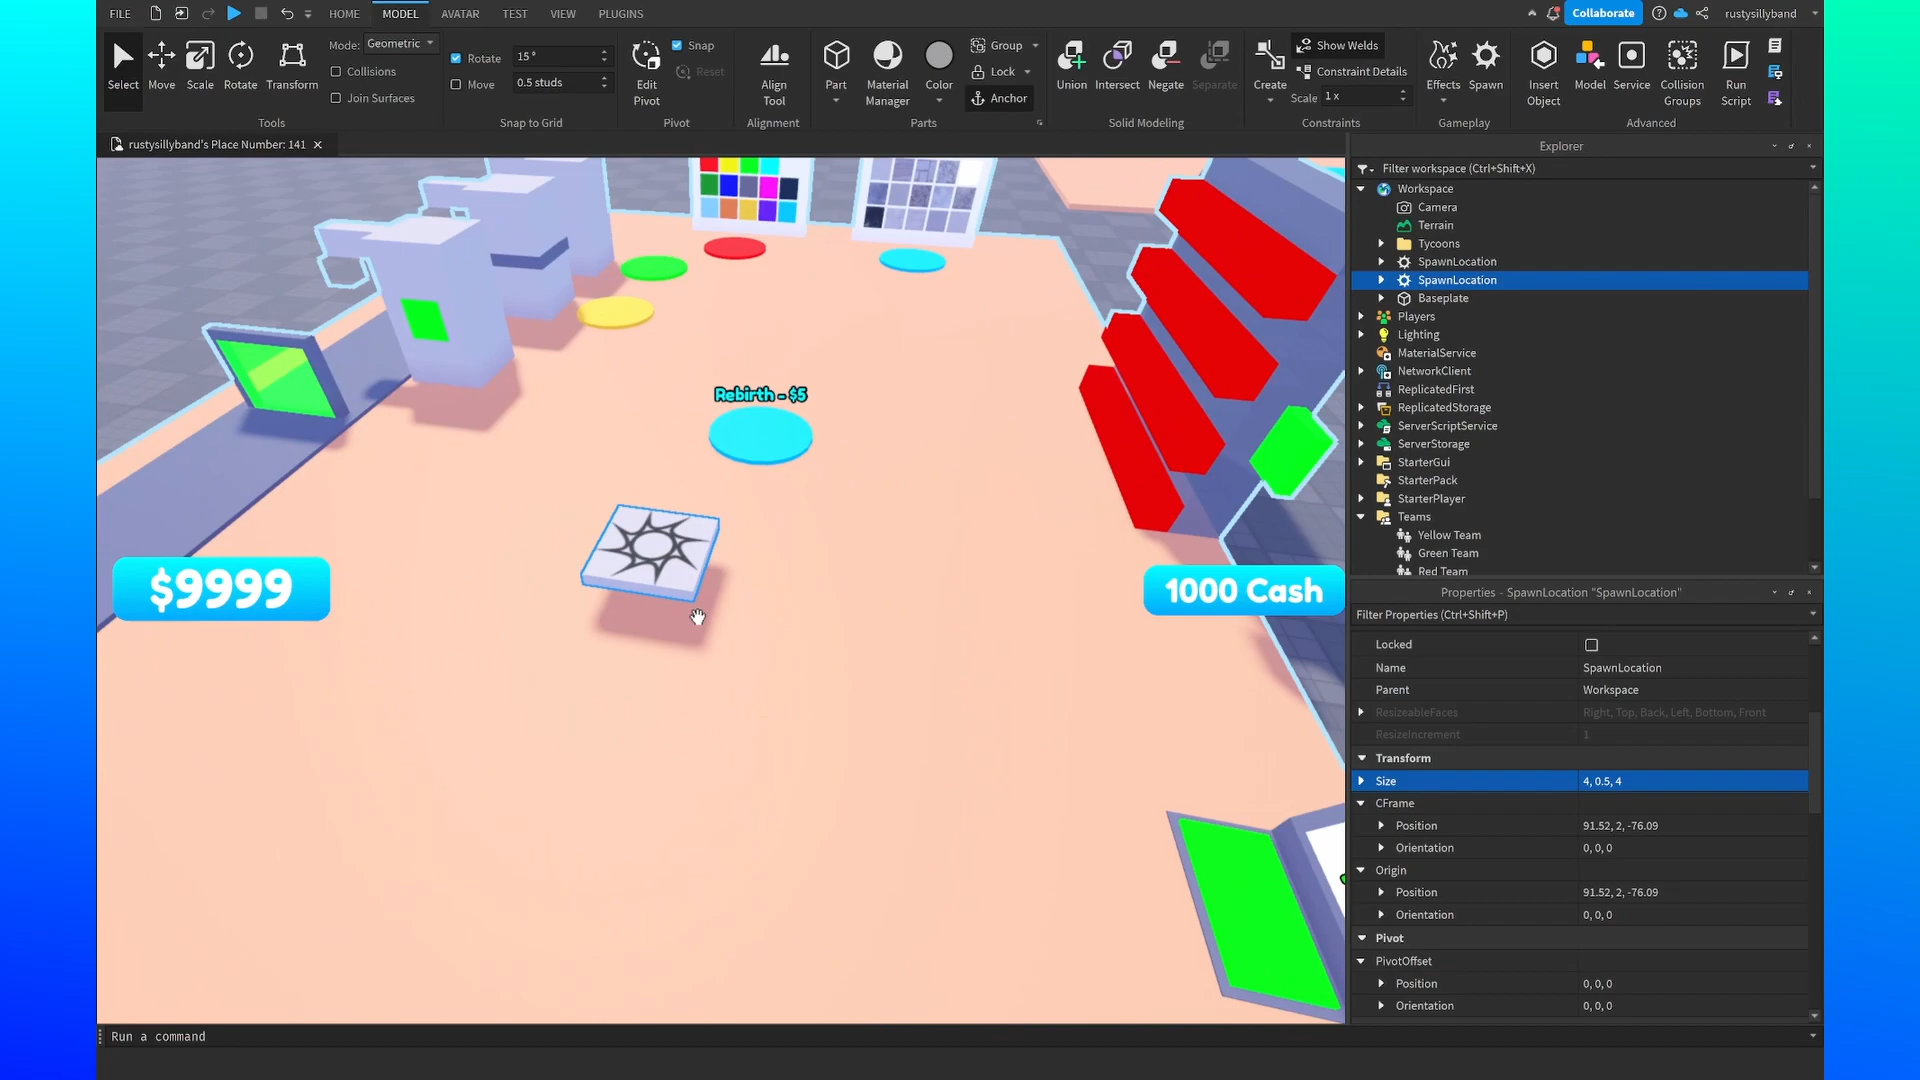 FILE HOME MODEL AVATAR TEST VIEW PLUGINS Collaborate rustysillyband
Select Move Scale Rotate Transform
Mode: Geometric
Collisions
Join Surfaces
Tools
Rotate 15 °
Move 0.5 studs
Snap to Grid
Edit Pivot
Snap
Reset
Pivot
Align Tool
Alignment
Part
Material Manager
Color
Group
Lock
Anchor
Parts
Union Intersect Negate Separate
Solid Modeling
Create
Show Welds
Constraint Details
Scale 1 x
Constraints
Effects Spawn
Gameplay
Insert Object
Model
Service
Collision Groups
Run Script
Advanced
rustysillyband's Place Number: 141
Rebirth - $5
$9999
1000 Cash
Explorer
Filter workspace (Ctrl+Shift+X)
Workspace
Camera
Terrain
Tycoons
SpawnLocation
SpawnLocation
Baseplate
Players
Lighting
MaterialService
NetworkClient
ReplicatedFirst
ReplicatedStorage
ServerScriptService
ServerStorage
StarterGui
StarterPack
StarterPlayer
Teams
Yellow Team
Green Team
Red Team
Properties - SpawnLocation "SpawnLocation"
Filter Properties (Ctrl+Shift+P)
Locked
Name SpawnLocation
Parent Workspace
ResizeableFaces Right, Top, Back, Left, Bottom, Front
ResizeIncrement 1
Transform
Size 4, 0.5, 4
CFrame
Position 91.52, 2, -76.09
Orientation 0, 0, 0
Origin
Position 91.52, 2, -76.09
Orientation 0, 0, 0
Pivot
PivotOffset
Position 0, 0, 0
Orientation 0, 0, 0
Run a command